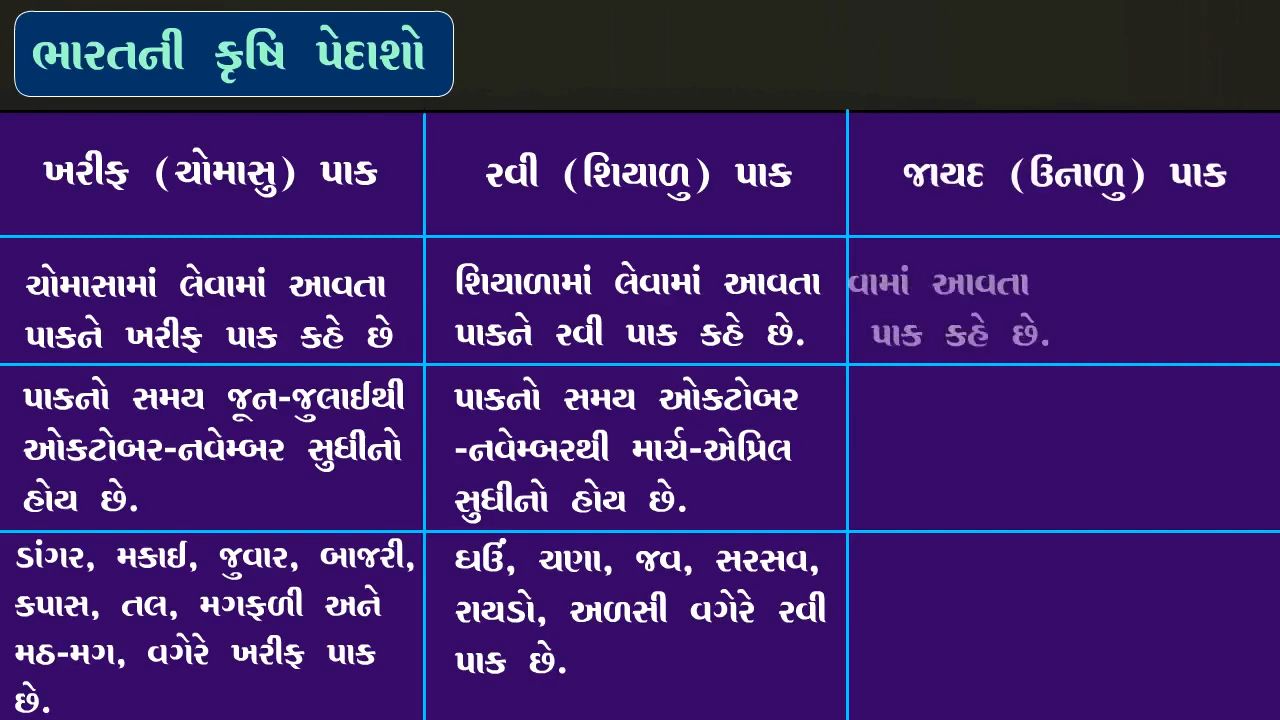 ભારતની કૃષિ પેદાશો
ખરીફ (ચોમાસુ) પાક
રવી (શિયાળુ) પાક
જાયદ (ઉનાળુ) પાક
ચોમાસામાં લેવામાં આવતા
પાકને ખરીફ પાક કહે છે
શિયાળામાં લેવામાં આવતા
પાકને રવી પાક કહે છે.
વામાં આવતા
પાક કહે છે.
પાકનો સમય જૂન-જુલાઈથી
ઓકટોબર-નવેમ્બર સુધીનો
હોય છે.
પાકનો સમય ઓકટોબર
-નવેમ્બરથી માર્ચ-એપ્રિલ
સુધીનો હોય છે.
ડાંગર, મકાઈ, જુવાર, બાજરી,
કપાસ, તલ, મગફળી અને
મઠ-મગ, વગેરે ખરીફ પાક
છે.
ઘઉં, ચણા, જવ, સરસવ,
રાયડો, અળસી વગેરે રવી
પાક છે.